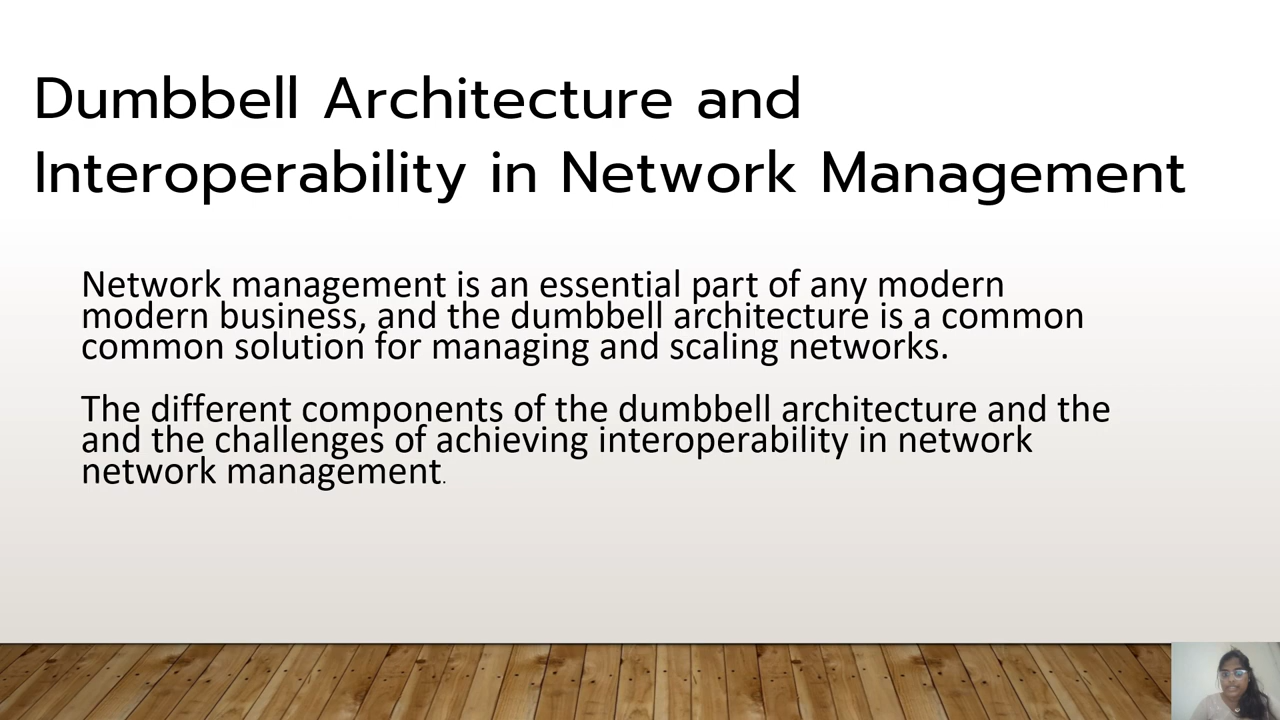 Dumbbell Architecture and
Interoperability in Network Management
Network management is an essential part of any modern
modern business, and the dumbbell architecture is a common
common solution for managing and scaling networks.
The different components of the dumbbell architecture and the
and the challenges of achieving interoperability in network
network management.